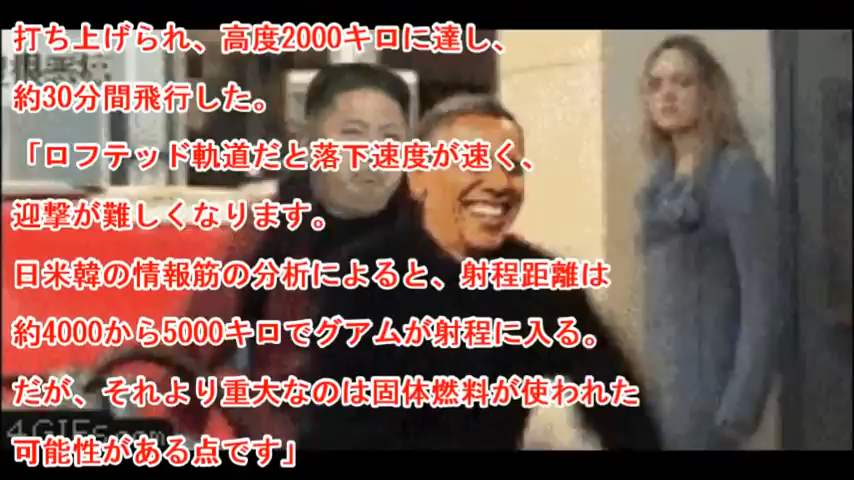 打ち上げられ、高度2000キロに達し、
約30分間飛行した。
「ロフテッド軌道だと落下速度が速く、
迎撃が難しくなります。
日米韓の情報筋の分析によると、射程距離は
約4000から5000キロでグアムが射程に入る。
だが、それより重大なのは固体燃料が使われた
4GIFs.com
可能性がある点です」